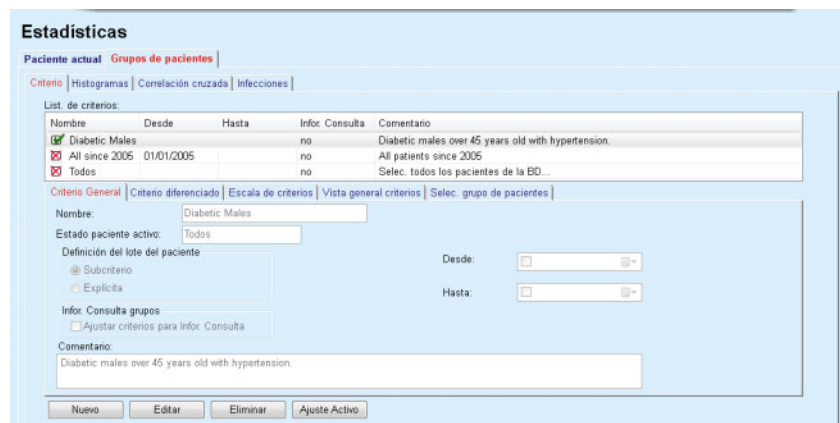 Estadísticas
Paciente actual Grupos de pacientes
Criterio Histogramas Correlación cruzada Infecciones
List. de criterios:
Nombre Desde Hasta Infor. Consulta Comentario
Diabetic Males no Diabetic males over 45 years old with hypertension.
All since 2005 01/01/2005 no All patients since 2005
Todos no Selec. todos los pacientes de la BD...
Criterio General Criterio diferenciado Escala de criterios Vista general criterios Selec. grupo de pacientes
Nombre: Diabetic Males
Estado paciente activo: Todos
Definición del lote del paciente
Subcriterio
Explícita
Desde:
Hasta:
Infor. Consulta grupos
Ajustar criterios para Infor. Consulta
Comentario:
Diabetic males over 45 years old with hypertension.
Nuevo Editar Eliminar Ajuste Activo